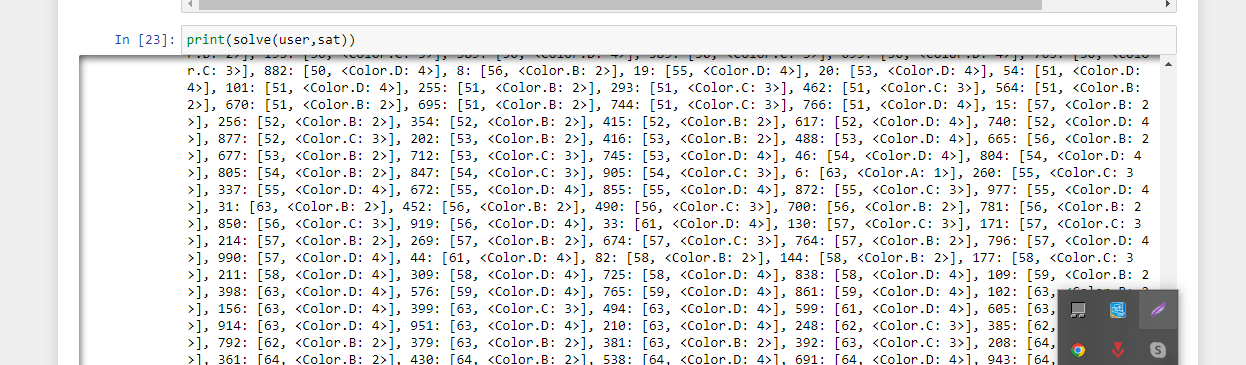 In [23]: print(solve(user,sat))
r.C: 3>], 882: [50, <Color.D: 4>], 8: [56, <Color.B: 2>], 19: [55, <Color.D: 4>], 20: [53, <Color.D: 4>], 54: [51, <Color.D:
4>], 101: [51, <Color.D: 4>], 255: [51, <Color.B: 2>], 293: [51, <Color.C: 3>], 462: [51, <Color.C: 3>], 564: [51, <Color.B:
2>], 670: [51, <Color.B: 2>], 695: [51, <Color.B: 2>], 744: [51, <Color.C: 3>], 766: [51, <Color.D: 4>], 15: [57, <Color.B: 2
>], 256: [52, <Color.B: 2>], 354: [52, <Color.B: 2>], 415: [52, <Color.B: 2>], 617: [52, <Color.D: 4>], 740: [52, <Color.D: 4
>], 877: [52, <Color.C: 3>], 202: [53, <Color.B: 2>], 416: [53, <Color.B: 2>], 488: [53, <Color.D: 4>], 665: [56, <Color.B: 2
>], 677: [53, <Color.B: 2>], 712: [53, <Color.C: 3>], 745: [53, <Color.D: 4>], 46: [54, <Color.D: 4>], 804: [54, <Color.D: 4
>], 805: [54, <Color.B: 2>], 847: [54, <Color.C: 3>], 905: [54, <Color.C: 3>], 6: [63, <Color.A: 1>], 260: [55, <Color.C: 3
>], 337: [55, <Color.D: 4>], 672: [55, <Color.D: 4>], 855: [55, <Color.D: 4>], 872: [55, <Color.C: 3>], 977: [55, <Color.D: 4
>], 31: [63, <Color.B: 2>], 452: [56, <Color.B: 2>], 490: [56, <Color.C: 3>], 700: [56, <Color.B: 2>], 781: [56, <Color.B: 2
>], 850: [56, <Color.C: 3>], 919: [56, <Color.D: 4>], 33: [61, <Color.D: 4>], 130: [57, <Color.C: 3>], 171: [57, <Color.C: 3
>], 214: [57, <Color.B: 2>], 269: [57, <Color.B: 2>], 674: [57, <Color.C: 3>], 764: [57, <Color.B: 2>], 796: [57, <Color.D: 4
>], 990: [57, <Color.D: 4>], 44: [61, <Color.D: 4>], 82: [58, <Color.B: 2>], 144: [58, <Color.B: 2>], 177: [58, <Color.C: 3
>], 211: [58, <Color.D: 4>], 309: [58, <Color.D: 4>], 725: [58, <Color.D: 4>], 838: [58, <Color.D: 4>], 109: [59, <Color.B: 2
>], 398: [63, <Color.D: 4>], 576: [59, <Color.D: 4>], 765: [59, <Color.D: 4>], 861: [59, <Color.D: 4>], 102: [63,
>], 156: [63, <Color.D: 4>], 399: [63, <Color.C: 3>], 494: [63, <Color.D: 4>], 599: [61, <Color.D: 4>], 605: [63,
>], 914: [63, <Color.D: 4>], 951: [63, <Color.D: 4>], 210: [63, <Color.D: 4>], 248: [62, <Color.C: 3>], 385: [62,
>], 792: [62, <Color.B: 2>], 379: [63, <Color.B: 2>], 381: [63, <Color.B: 2>], 392: [63, <Color.C: 3>], 208: [64,
>], 361: [64, <Color.B: 2>], 430: [64, <Color.B: 2>], 538: [64, <Color.D: 4>], 691: [64, <Color.D: 4>], 943: [64,